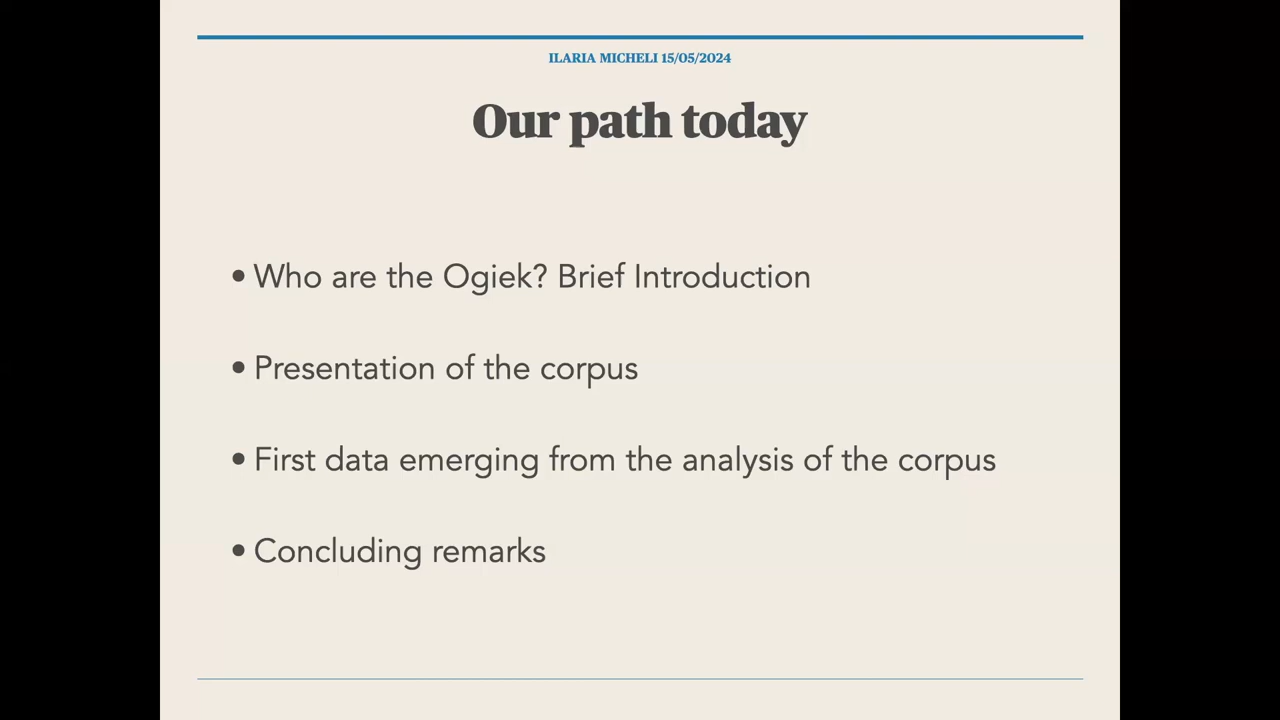 ILARIA MICHELI 15/05/2024
Our path today
• Who are the Ogiek? Brief Introduction
• Presentation of the corpus
• First data emerging from the analysis of the corpus
• Concluding remarks